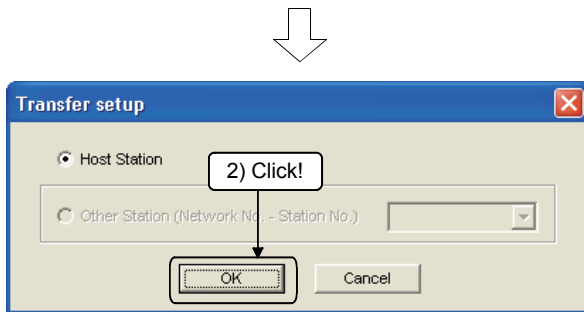 Transfer setup
Host Station
2) Click!
Other Station (Network No. - Station No.)
OK Cancel